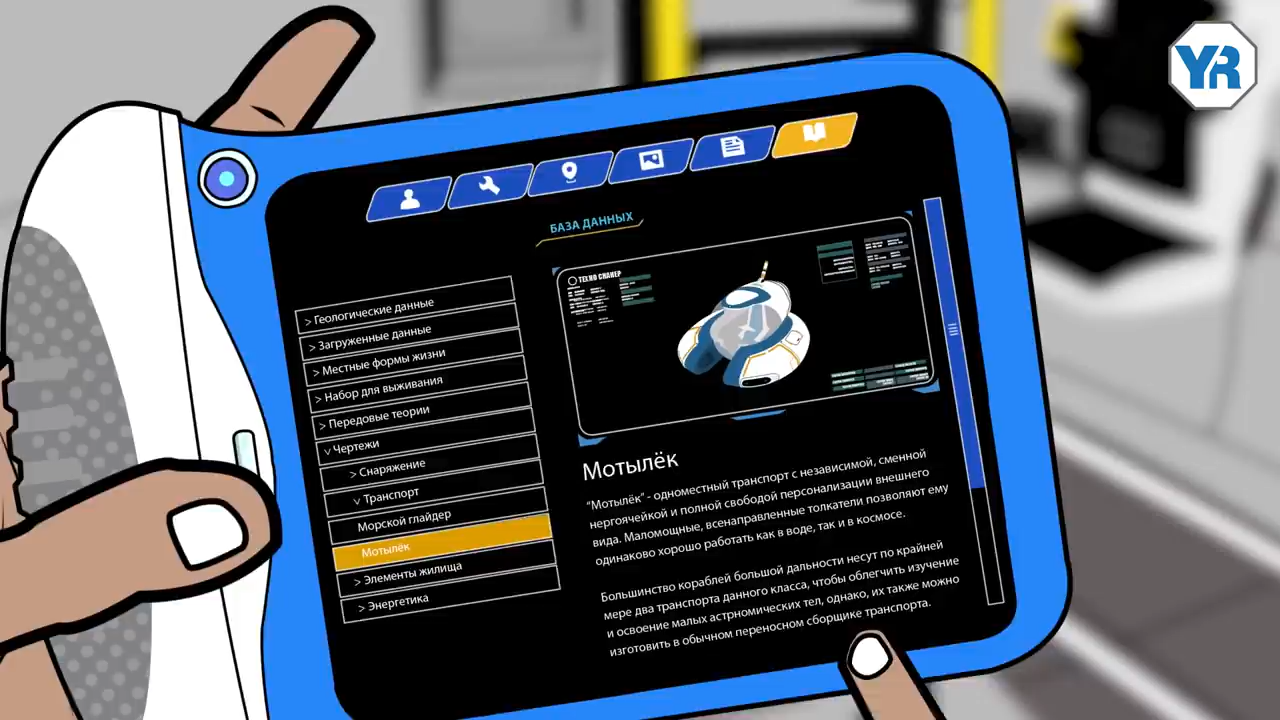 YR
БАЗА ДАННЫХ
> Геологические данные
> Загруженные данные
> Местные формы жизни
> Набор для выживания
> Передовые теории
v Чертежи
> Снаряжение
v Транспорт
Морской глайдер
Мотылёк
> Элементы жилища
> Энергетика
Мотылёк
"Мотылёк" - одноместный транспорт с независимой, сменной
нергоячейкой и полной свободой персонализации внешнего
вида. Маломощные, всенаправленные толкатели позволяют ему
одинаково хорошо работать как в воде, так и в космосе.
Большинство кораблей большой дальности несут по крайней
мере два транспорта данного класса, чтобы облегчить изучение
и освоение малых астрномических тел, однако, их также можно
изготовить в обычном переносном сборщике транспорта.